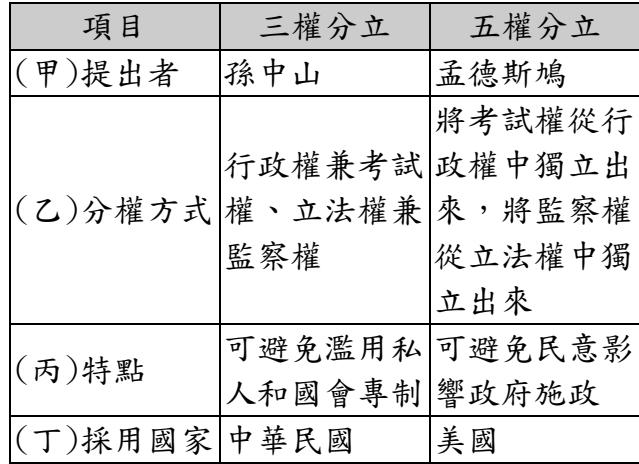 項目 三權分立 五權分立
(甲)提出者 孫中山 孟德斯鳩
(乙)分權方式
行政權兼考試
權、立法權兼
監察權
將考試權從行
政權中獨立出
來，將監察權
從立法權中獨
立出來
(丙)特點
可避免濫用私
人和國會專制
可避免民意影
響政府施政
(丁)採用國家 中華民國 美國